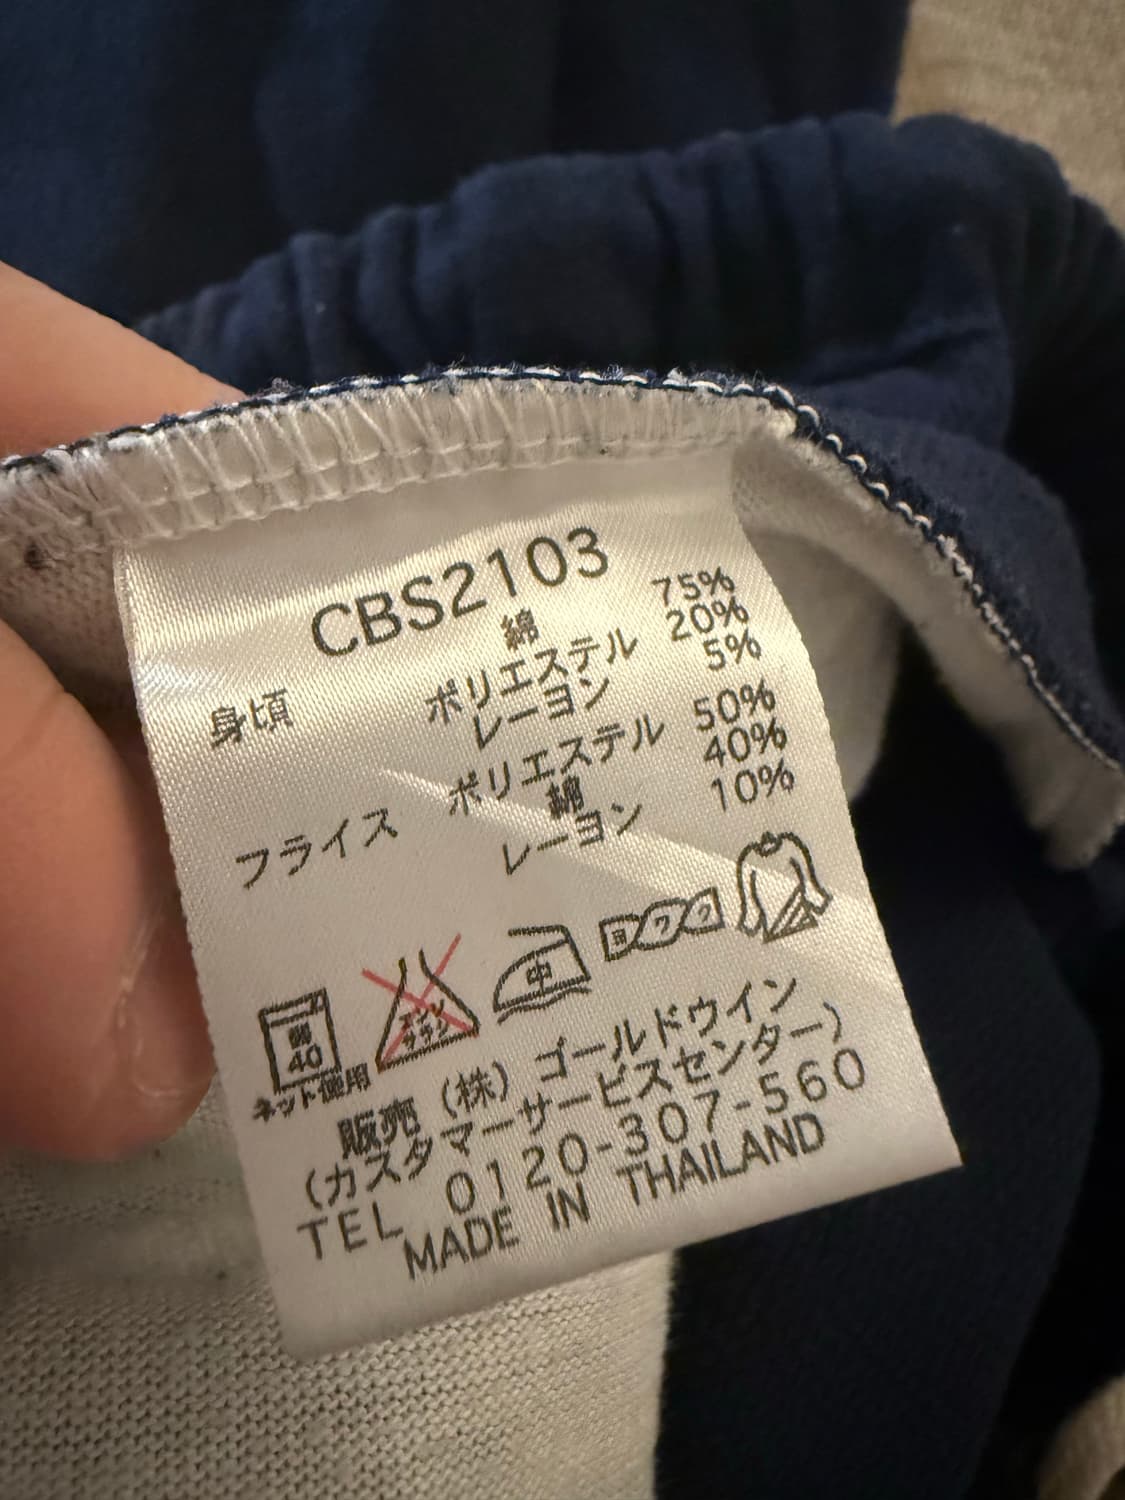 CBS2103
身頃 綿 75%
ポリエステル 20%
レーヨン 5%
フライス ポリエステル 50%
綿 40%
レーヨン 10%
弱 40 エンソ サラシ 中 ヨワク
ネット使用
販売 (株) ゴールドウイン
(カスタマーサービスセンター)
TEL 0120-307-560
MADE IN THAILAND